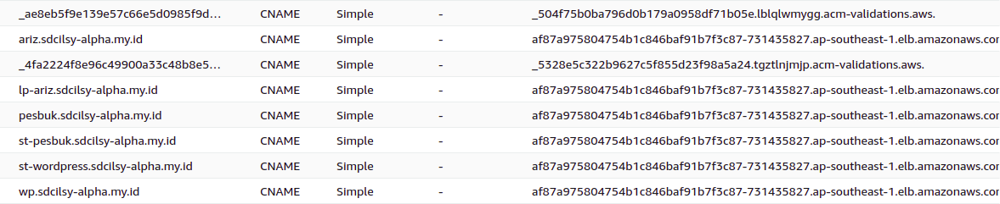 _ae8eb5f9e139e57c66e5d0985f9d... CNAME Simple - _504f75b0ba796d0b179a0958df71b05e.lblqlwmygg.acm-validations.aws.
ariz.sdcilsy-alpha.my.id CNAME Simple - af87a975804754b1c846baf91b7f3c87-731435827.ap-southeast-1.elb.amazonaws.cor
_4fa2224f8e96c49900a33c48b8e5... CNAME Simple - _5328e5c322b9627c5f855d23f98a5a24.tgztlnjmjp.acm-validations.aws.
lp-ariz.sdcilsy-alpha.my.id CNAME Simple - af87a975804754b1c846baf91b7f3c87-731435827.ap-southeast-1.elb.amazonaws.cor
pesbuk.sdcilsy-alpha.my.id CNAME Simple - af87a975804754b1c846baf91b7f3c87-731435827.ap-southeast-1.elb.amazonaws.cor
st-pesbuk.sdcilsy-alpha.my.id CNAME Simple - af87a975804754b1c846baf91b7f3c87-731435827.ap-southeast-1.elb.amazonaws.cor
st-wordpress.sdcilsy-alpha.my.id CNAME Simple - af87a975804754b1c846baf91b7f3c87-731435827.ap-southeast-1.elb.amazonaws.cor
wp.sdcilsy-alpha.my.id CNAME Simple - af87a975804754b1c846baf91b7f3c87-731435827.ap-southeast-1.elb.amazonaws.cor